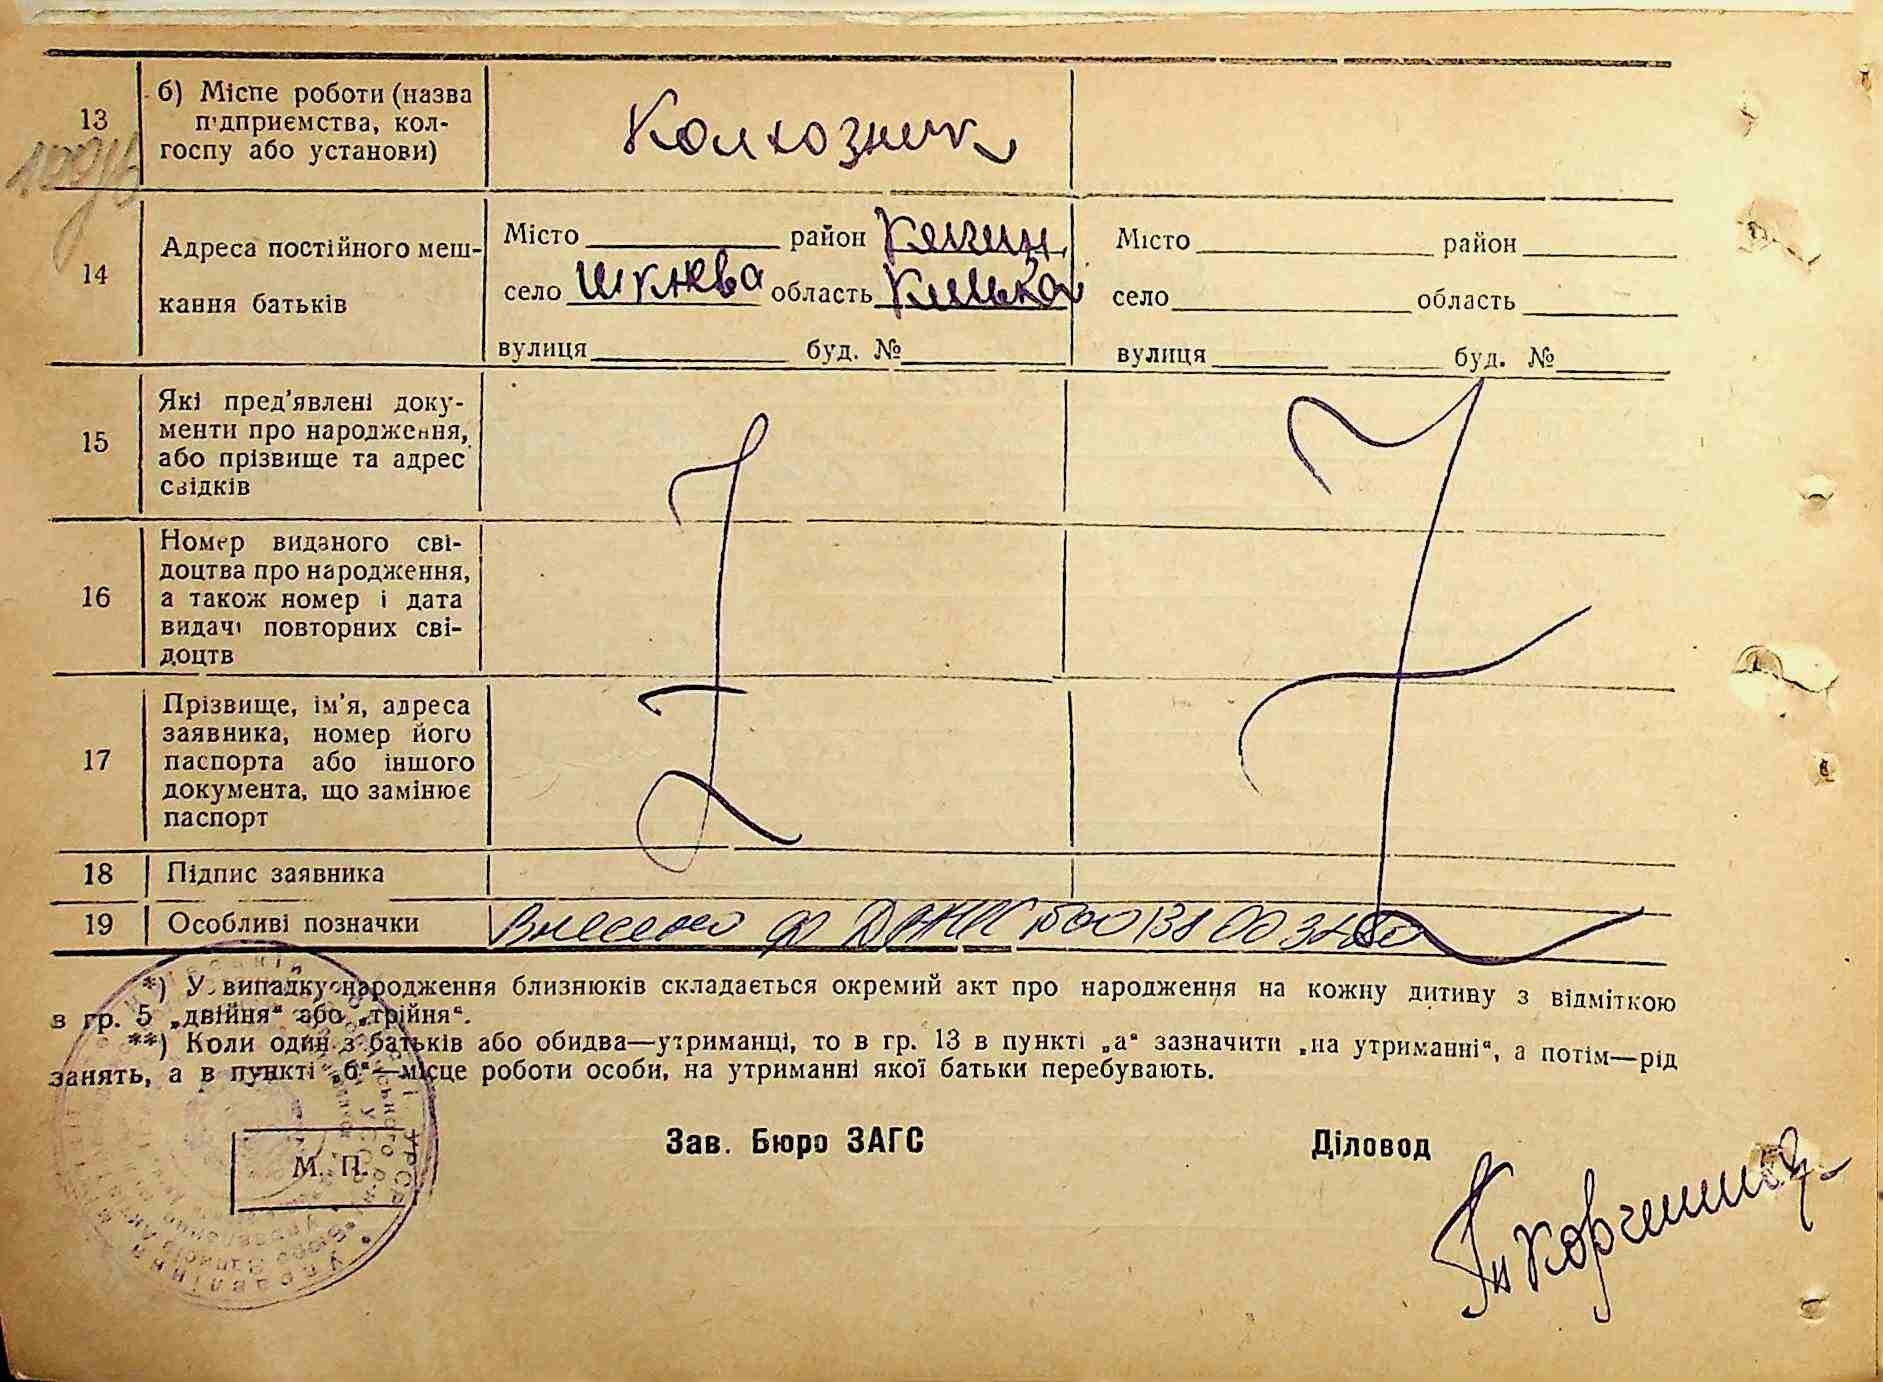 13
б) Місце роботи (назва
підприємства, кол-
госпу або установи)
Колхозник
14
Адреса постійного меш-
кання батьків
Місто район
село область
вулиця буд. №
Місто район
село область
вулиця буд. №
15
Які пред'явлені доку-
менти про народження,
або прізвище та адрес
свідків
16
Номер виданого сві-
доцтва про народження,
а також номер і дата
видачі повторних сві-
доцтв
17
Прізвище, ім'я, адреса
заявника, номер його
паспорта або іншого
документа, що замінює
паспорт
18 Підпис заявника
19 Особливі позначки Внесено
*) У випадку народження близнюків складається окремий акт про народження на кожну дитину з відміткою
в гр. 5 „двійня“ або „трійня“.
**) Коли один з батьків або обидва—утриманці, то в гр. 13 в пункті „а“ зазначити „на утриманні“, а потім—рід
занять, а в пункті „б“—місце роботи особи, на утриманні якої батьки перебувають.
Зав. Бюро ЗАГС Діловод
М. П.